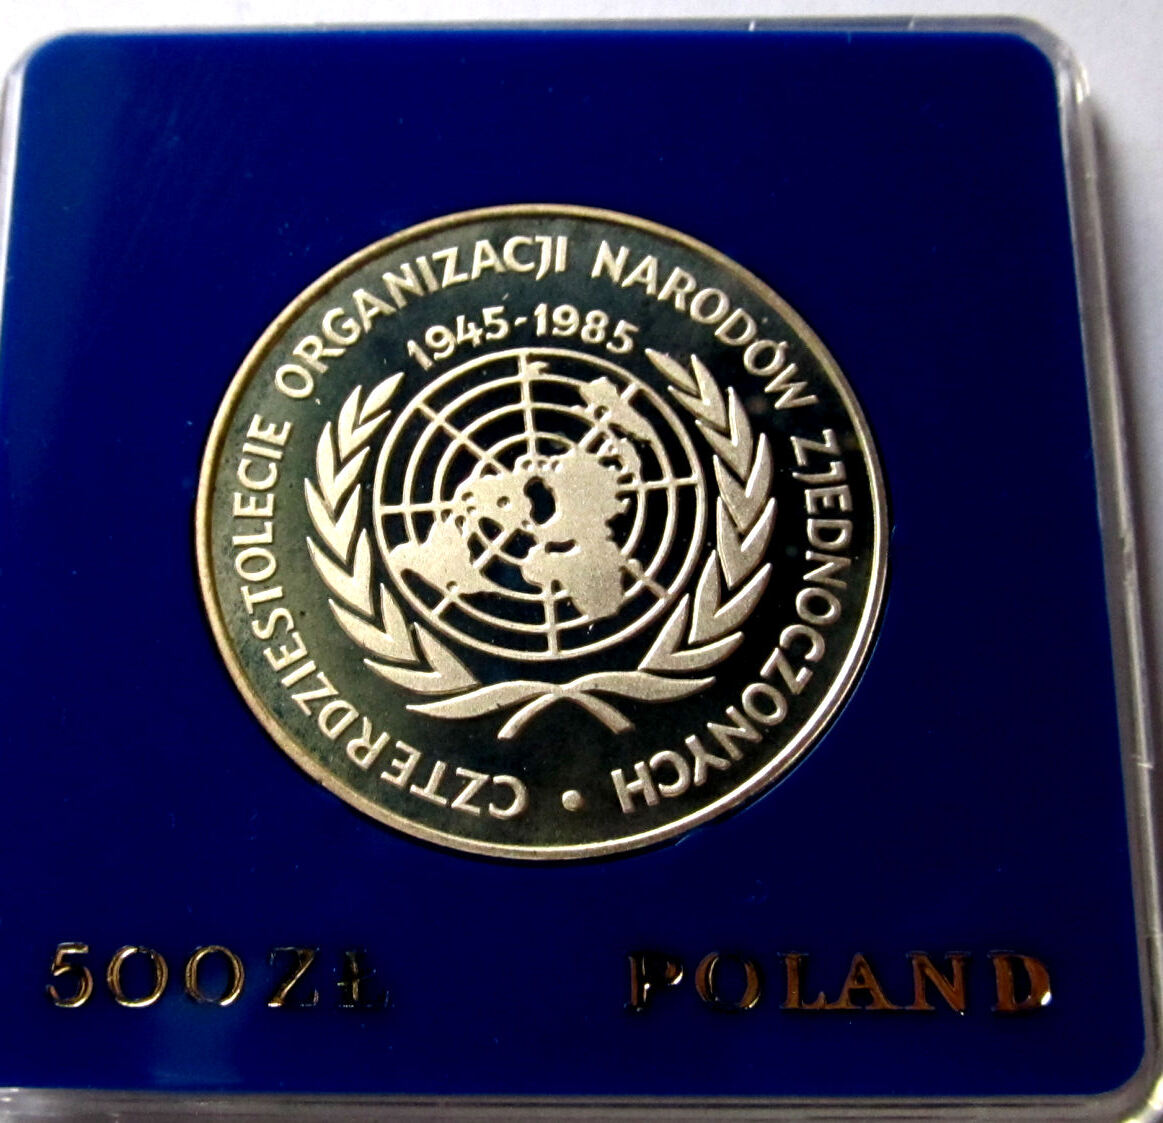 CZTERDZIESTOLECIE ORGANIZACJI NARODÓW ZJEDNOCZONYCH •
1945-1985
500 ZŁ POLAND